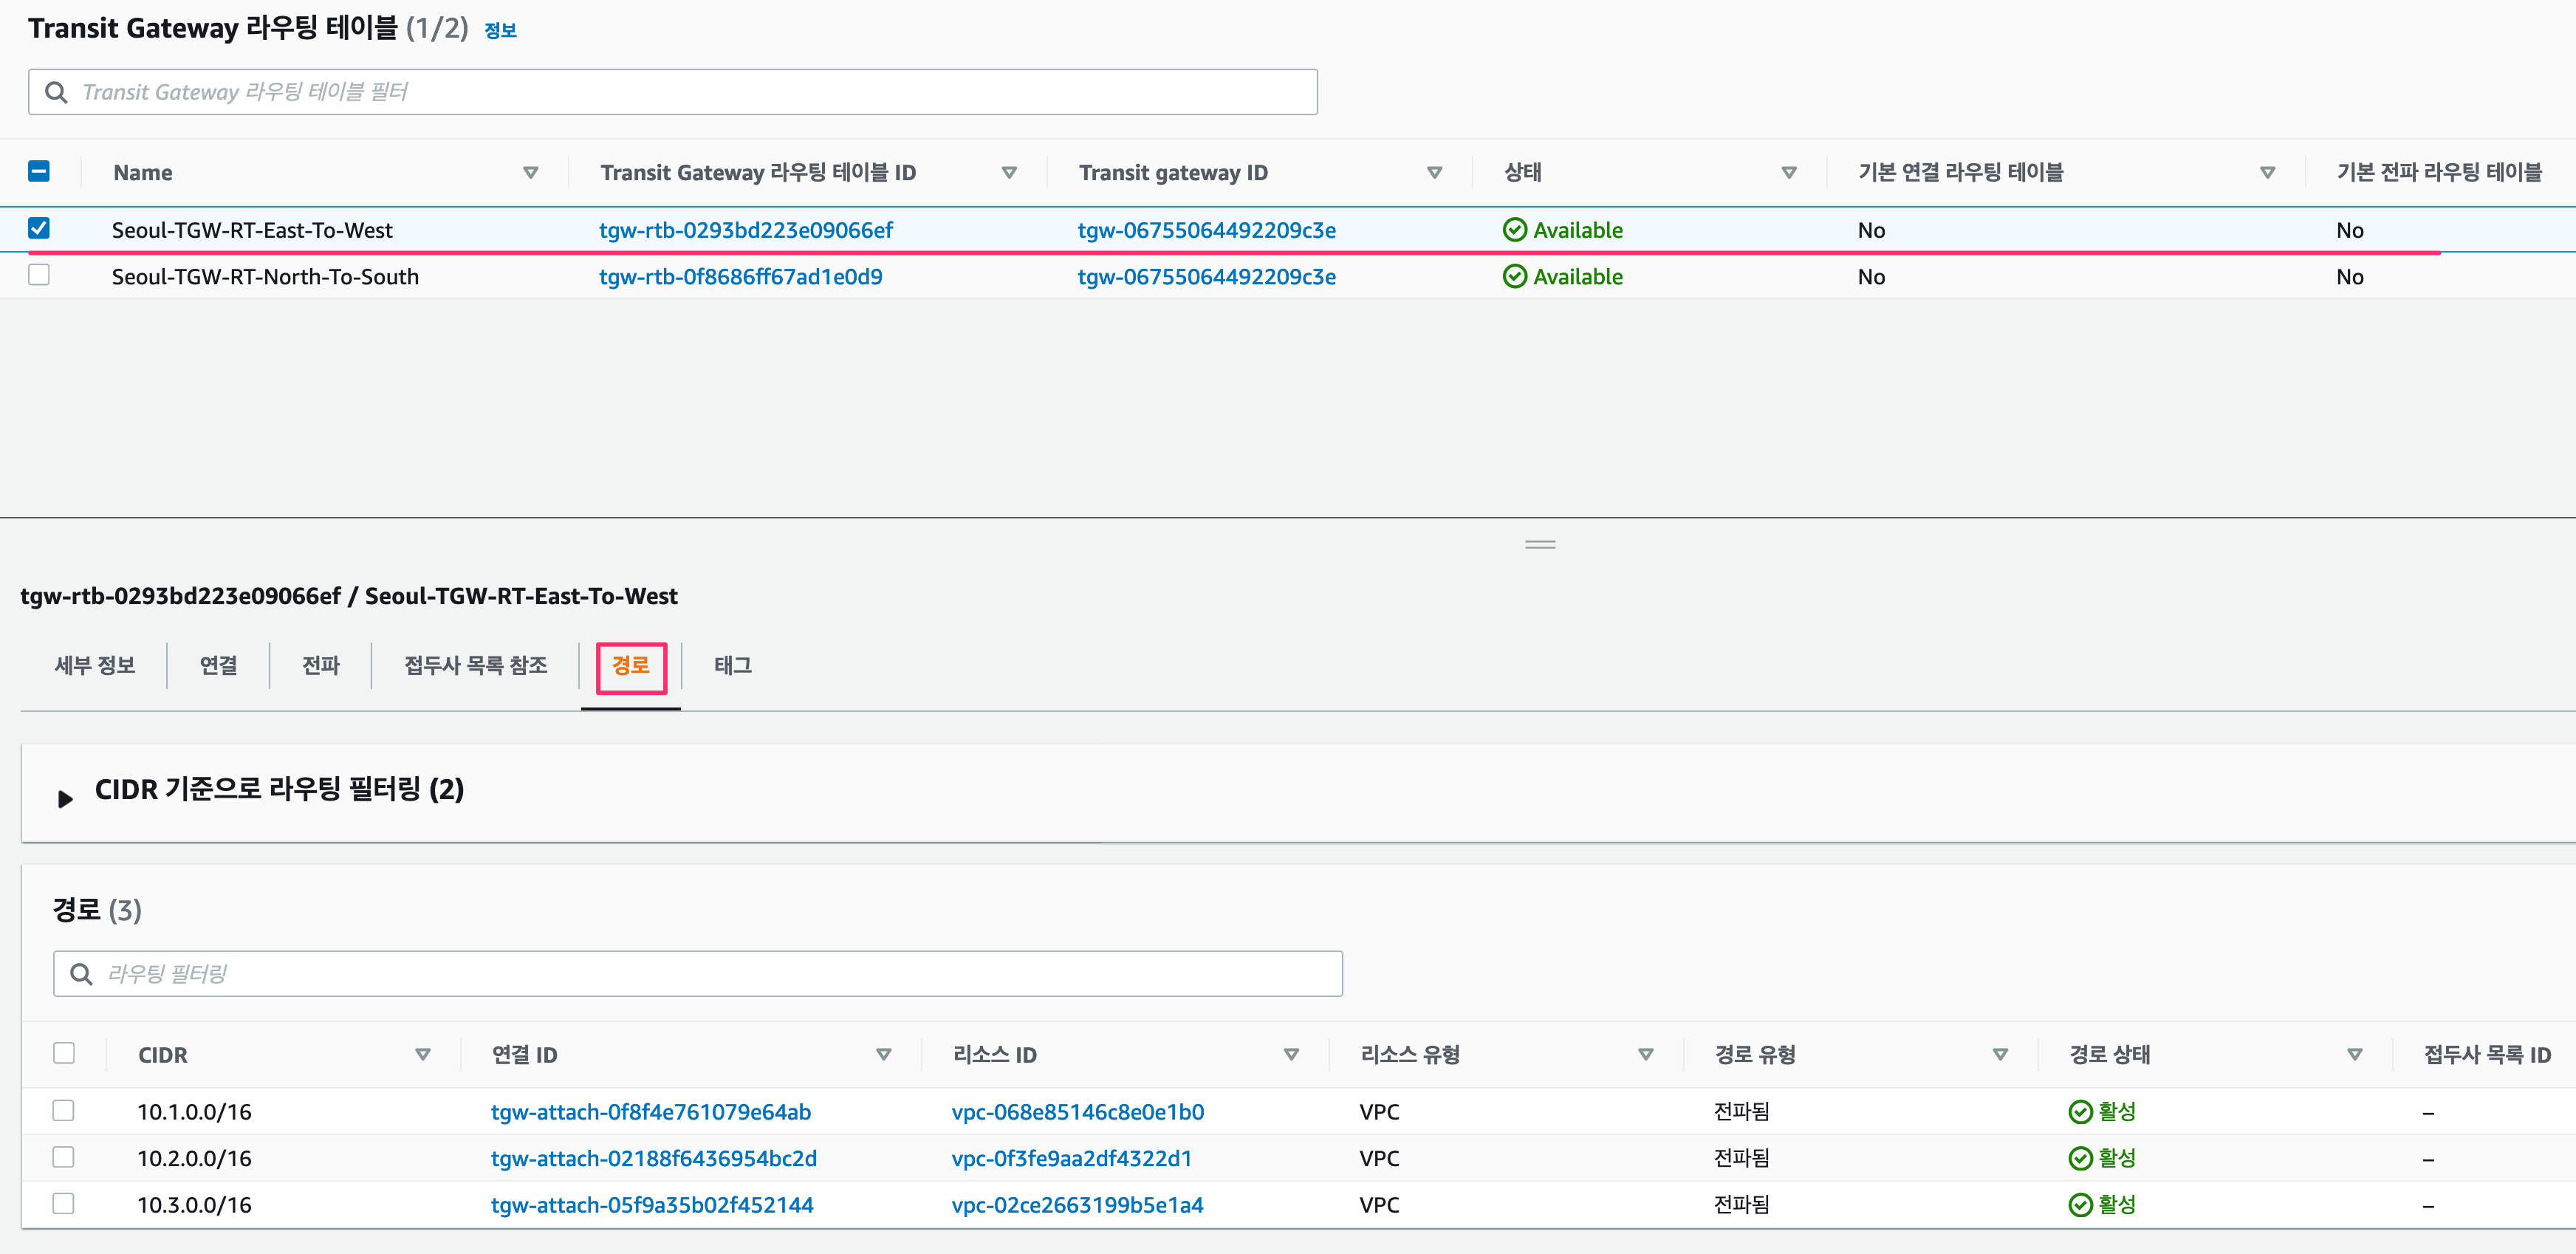 Transit Gateway 라우팅 테이블 (1/2) 정보
Transit Gateway 라우팅 테이블 필터
Name Transit Gateway 라우팅 테이블 ID Transit gateway ID 상태 기본 연결 라우팅 테이블 기본 전파 라우팅 테이블
Seoul-TGW-RT-East-To-West tgw-rtb-0293bd223e09066ef tgw-06755064492209c3e Available No No
Seoul-TGW-RT-North-To-South tgw-rtb-0f8686ff67ad1e0d9 tgw-06755064492209c3e Available No No
tgw-rtb-0293bd223e09066ef / Seoul-TGW-RT-East-To-West
세부 정보 연결 전파 접두사 목록 참조 경로 태그
CIDR 기준으로 라우팅 필터링 (2)
경로 (3)
라우팅 필터링
CIDR 연결 ID 리소스 ID 리소스 유형 경로 유형 경로 상태 접두사 목록 ID
10.1.0.0/16 tgw-attach-0f8f4e761079e64ab vpc-068e85146c8e0e1b0 VPC 전파됨 활성 –
10.2.0.0/16 tgw-attach-02188f6436954bc2d vpc-0f3fe9aa2df4322d1 VPC 전파됨 활성 –
10.3.0.0/16 tgw-attach-05f9a35b02f452144 vpc-02ce2663199b5e1a4 VPC 전파됨 활성 –